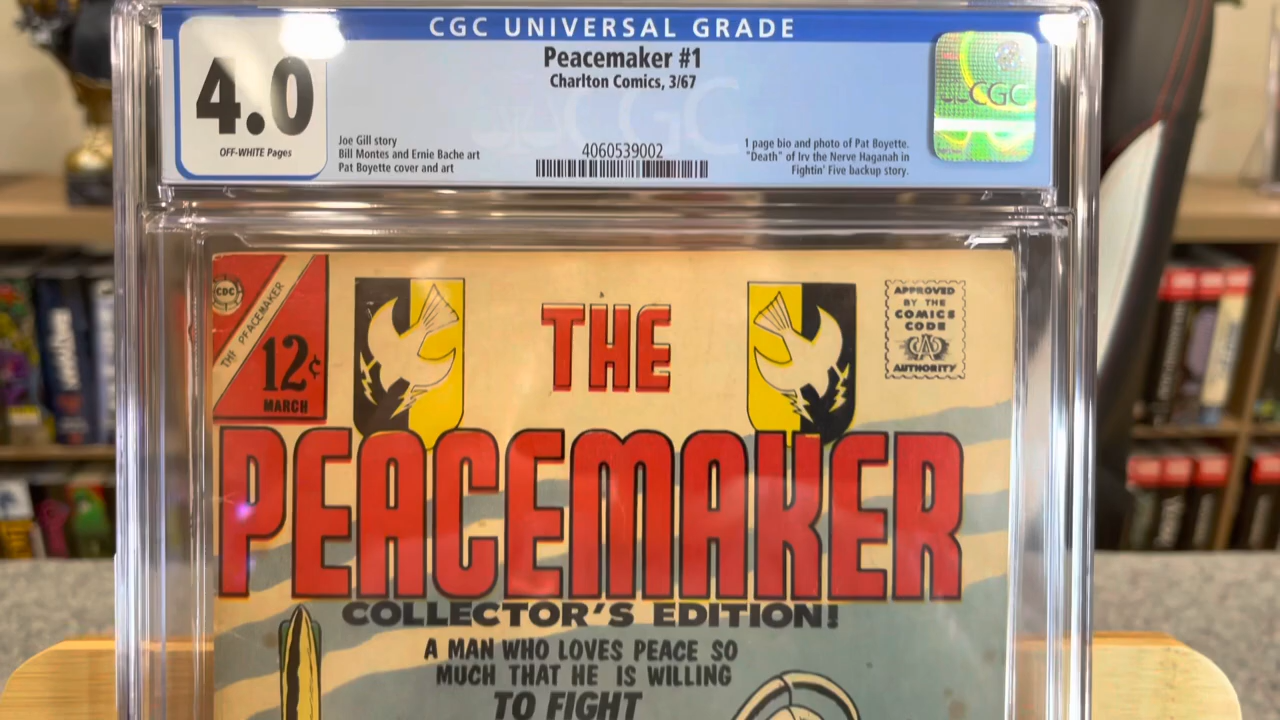 CGC UNIVERSAL GRADE
4.0
OFF-WHITE Pages
Peacemaker #1
Charlton Comics, 3/67
Joe Gill story
Bill Montes and Ernie Bache art
Pat Boyette cover and art
4060539002
1 page bio and photo of Pat Boyette.
"Death" of Irv the Nerve Haganah in
Fightin' Five backup story.
CGC
CDC
THE PEACEMAKER
12¢
MARCH
THE
APPROVED
BY THE
COMICS
CODE
CA
AUTHORITY
PEACEMAKER
COLLECTOR'S EDITION!
A MAN WHO LOVES PEACE SO
MUCH THAT HE IS WILLING
TO FIGHT